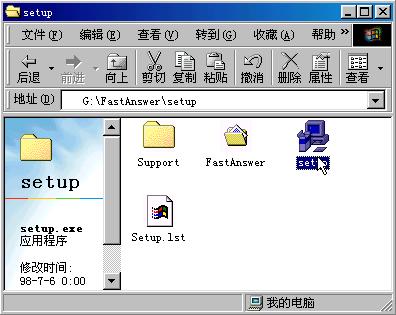 setup
文件(F) 编辑(E) 查看(V) 转到(G) 收藏(A) 帮助 »
后退 前进 向上 剪切 复制 粘贴 撤消 删除 属性 查看
地址(D) G:\FastAnswer\setup
Support FastAnswer setup
setup
Setup.lst
setup.exe
应用程序
修改时间:
98-7-6 0:00
我的电脑